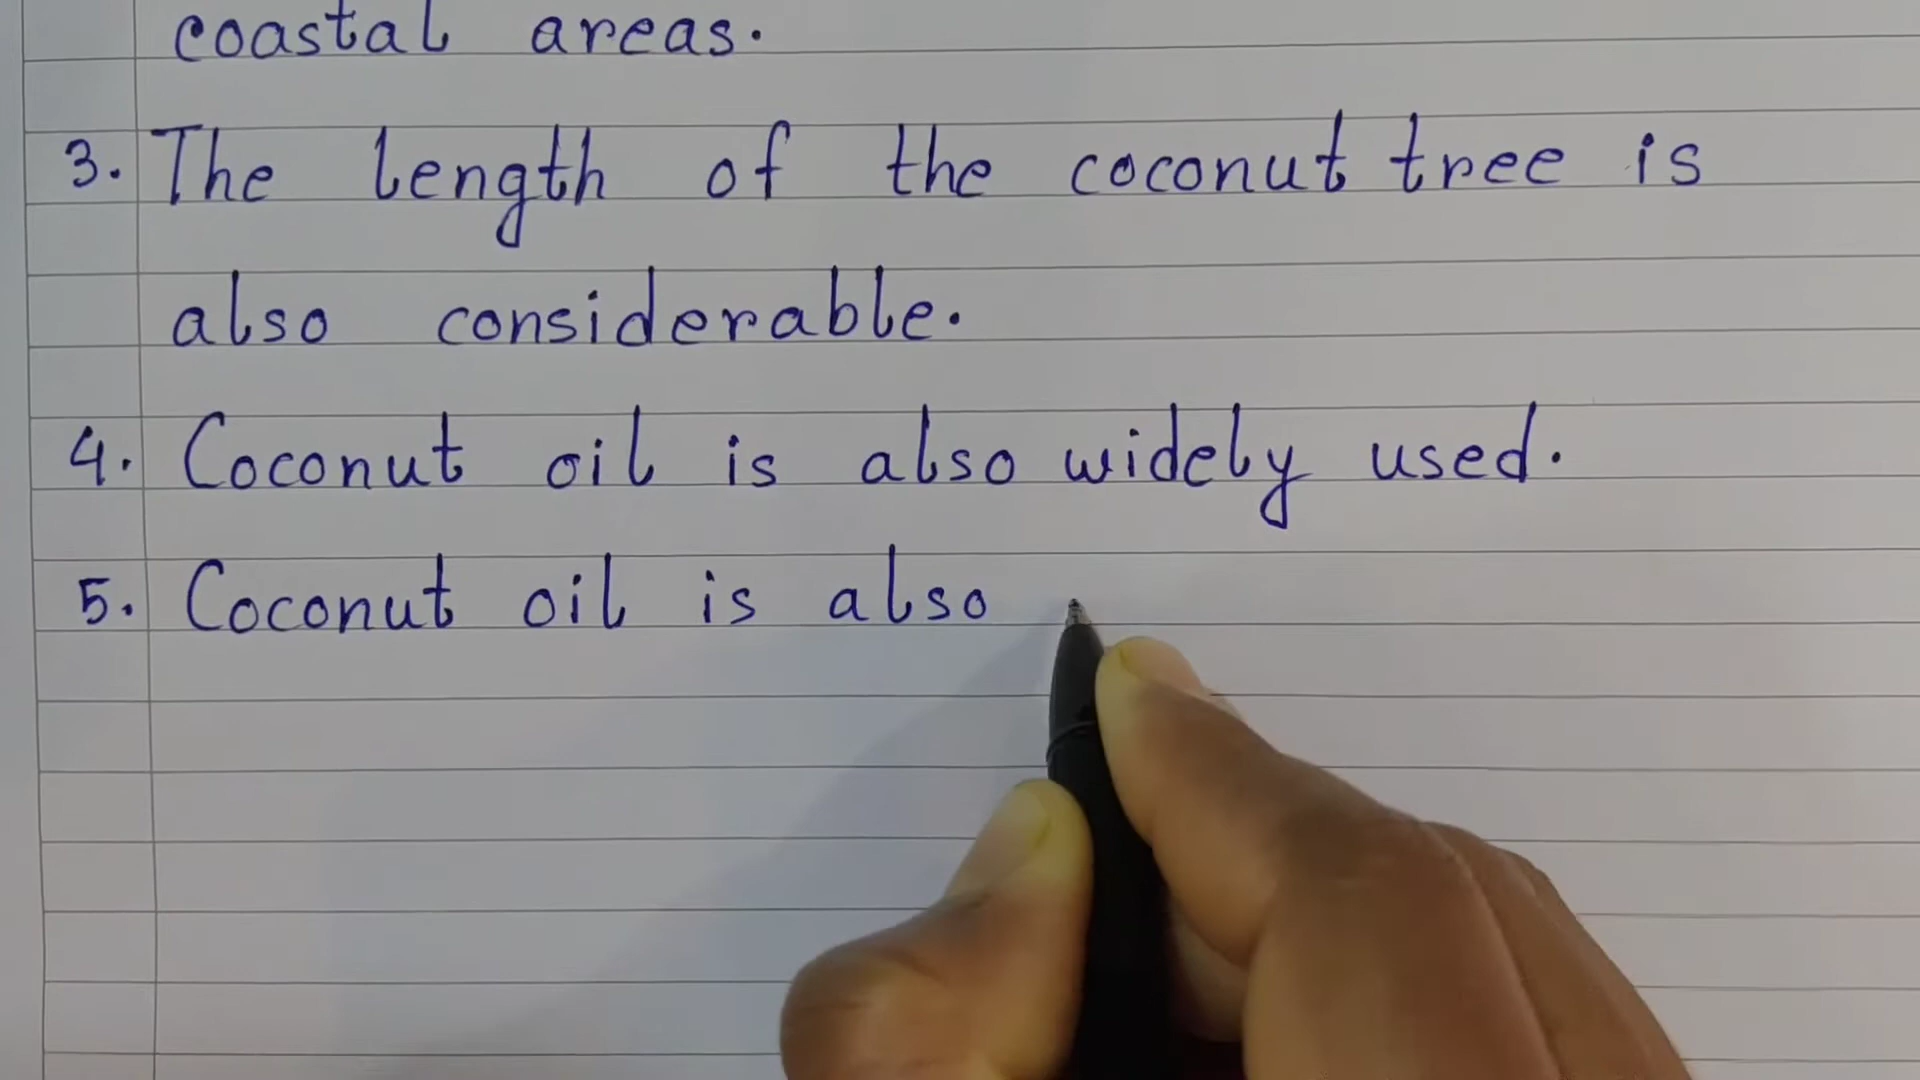 coastal areas.
3. The length of the coconut tree is
also considerable.
4. Coconut oil is also widely used.
5. Coconut oil is also